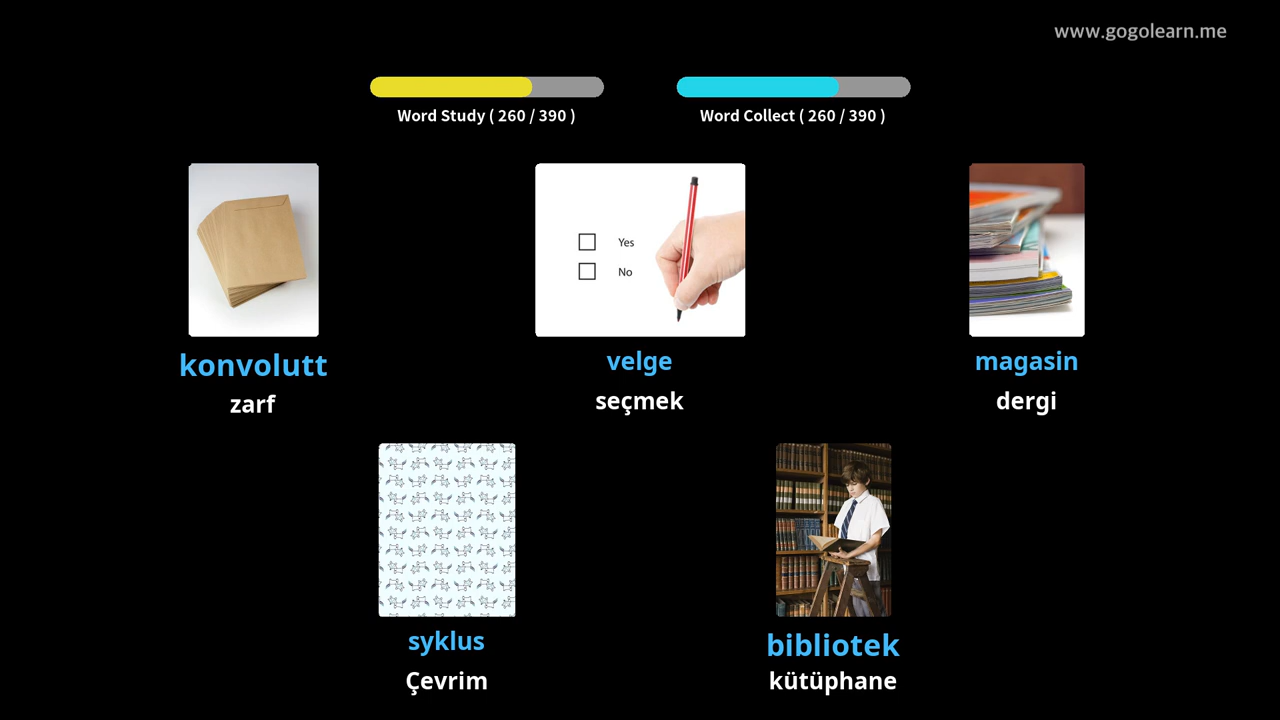 www.gogolearn.me
Word Study ( 260 / 390 )
Word Collect ( 260 / 390 )
Yes
No
konvolutt
zarf
velge
seçmek
magasin
dergi
syklus
Çevrim
bibliotek
kütüphane